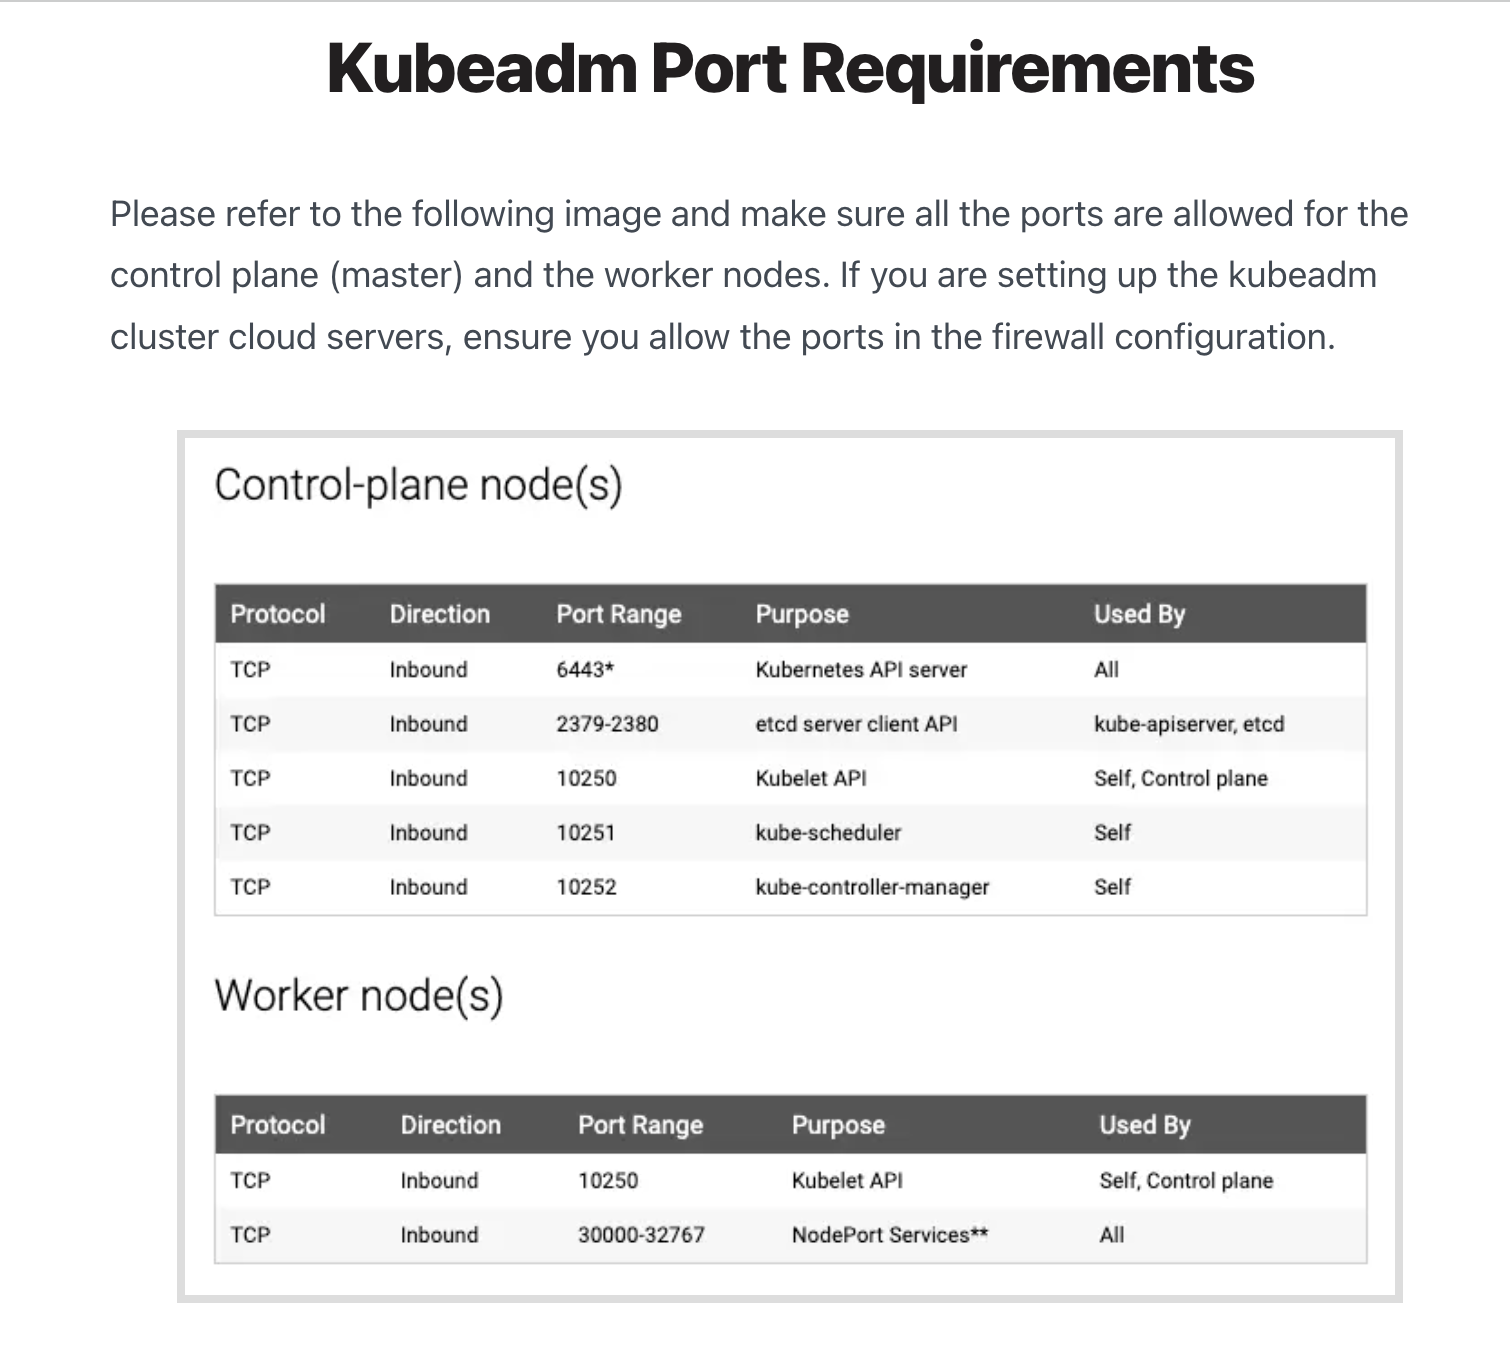 Kubeadm Port Requirements
Please refer to the following image and make sure all the ports are allowed for the
control plane (master) and the worker nodes. If you are setting up the kubeadm
cluster cloud servers, ensure you allow the ports in the firewall configuration.
Control-plane node(s)
Protocol Direction Port Range Purpose Used By
TCP Inbound 6443* Kubernetes API server All
TCP Inbound 2379-2380 etcd server client API kube-apiserver, etcd
TCP Inbound 10250 Kubelet API Self, Control plane
TCP Inbound 10251 kube-scheduler Self
TCP Inbound 10252 kube-controller-manager Self
Worker node(s)
Protocol Direction Port Range Purpose Used By
TCP Inbound 10250 Kubelet API Self, Control plane
TCP Inbound 30000-32767 NodePort Services** All